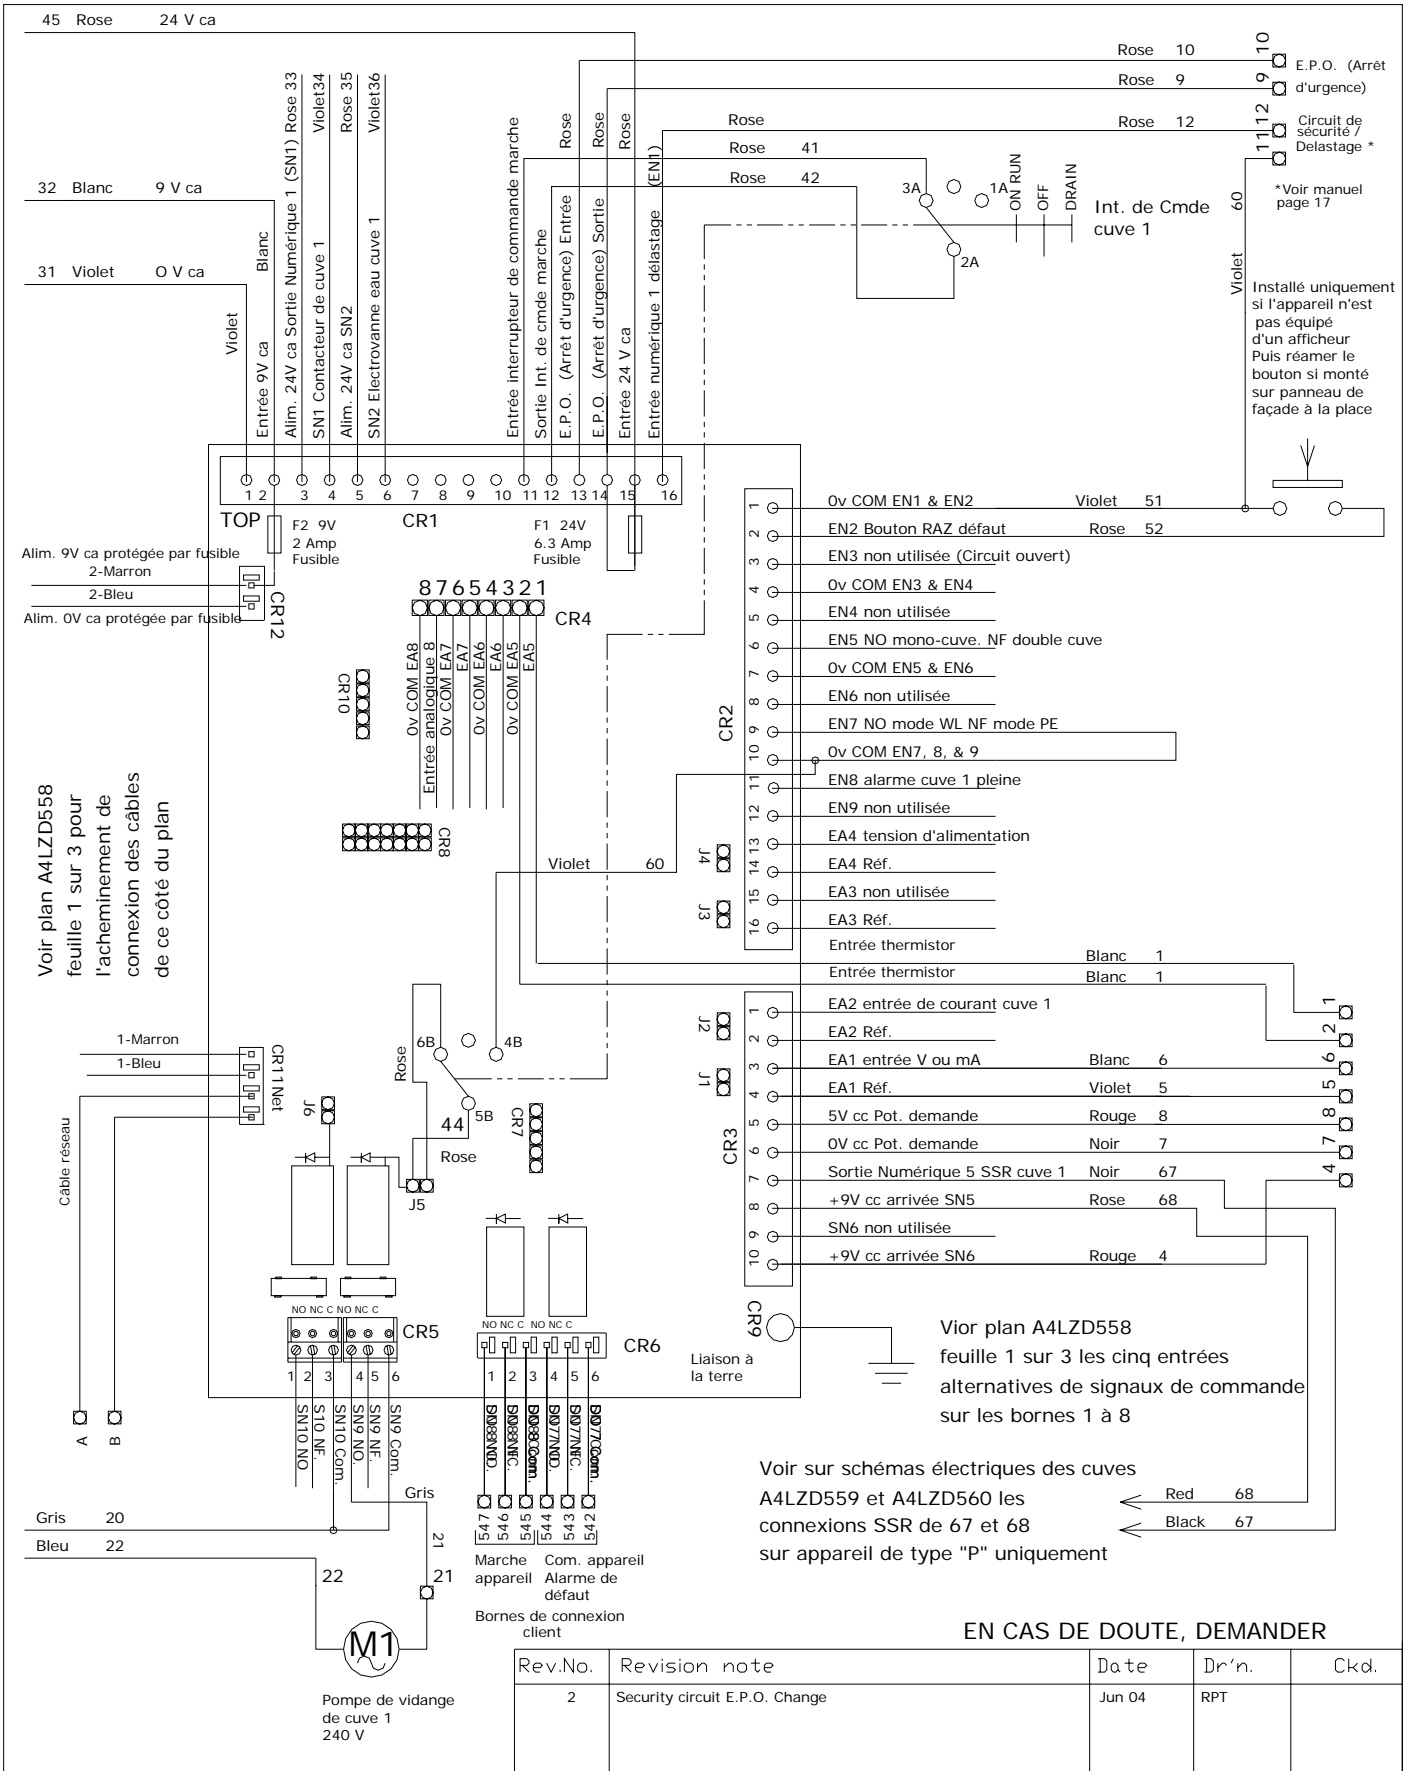 45 Rose 24 V ca
Rose 10
10
E.P.O. (Arrêt
d'urgence)
Rose 9
9
Rose
Rose 12
12
11
Circuit de
sécurité /
Delastage *
*Voir manuel
page 17
Rose 41
Rose 42
3A
1A
2A
ON RUN
OFF
DRAIN
Int. de Cmde
cuve 1
60
Violet
Installé uniquement
si l'appareil n'est
pas équipé
d'un afficheur
Puis réamer le
bouton si monté
sur panneau de
façade à la place
32 Blanc 9 V ca
31 Violet O V ca
Violet
Entrée 9V ca Blanc
Alim. 24V ca Sortie Numérique 1 (SN1) Rose 33
SN1 Contacteur de cuve 1 Violet34
Alim. 24V ca SN2 Rose 35
SN2 Electrovanne eau cuve 1 Violet36
Entrée interrupteur de commande marche
Sortie Int. de cmde marche
E.P.O. (Arrêt d'urgence) Entrée Rose
E.P.O. (Arrêt d'urgence) Sortie Rose
Entrée 24 V ca Rose
Entrée numérique 1 délastage (EN1)
1 2 3 4 5 6 7 8 9 10 11 12 13 14 15 16
TOP
CR1
F2 9V
2 Amp
Fusible
F1 24V
6.3 Amp
Fusible
Alim. 9V ca protégée par fusible
2-Marron
2-Bleu
Alim. 0V ca protégée par fusible
CR12
8 7 6 5 4 3 2 1
CR4
0v COM EA8
Entrée analogique 8
0v COM EA7
EA7
0v COM EA6
EA6
0v COM EA5
EA5
CR10
CR8
CR2
1 0v COM EN1 & EN2 Violet 51
2 EN2 Bouton RAZ défaut Rose 52
3 EN3 non utilisée (Circuit ouvert)
4 0v COM EN3 & EN4
5 EN4 non utilisée
6 EN5 NO mono-cuve. NF double cuve
7 0v COM EN5 & EN6
8 EN6 non utilisée
9 EN7 NO mode WL NF mode PE
10 0v COM EN7, 8, & 9
11 EN8 alarme cuve 1 pleine
12 EN9 non utilisée
13 EA4 tension d'alimentation
14 EA4 Réf.
15 EA3 non utilisée
16 EA3 Réf.
J4
J3
Violet 60
Voir plan A4LZD558
feuille 1 sur 3 pour
l'acheminement de
connexion des câbles
de ce côté du plan
Entrée thermistor Blanc 1
Entrée thermistor Blanc 1
CR3
1 EA2 entrée de courant cuve 1
2 EA2 Réf.
3 EA1 entrée V ou mA Blanc 6
4 EA1 Réf. Violet 5
5 5V cc Pot. demande Rouge 8
6 0V cc Pot. demande Noir 7
7 Sortie Numérique 5 SSR cuve 1 Noir 67
8 +9V cc arrivée SN5 Rose 68
9 SN6 non utilisée
10 +9V cc arrivée SN6 Rouge 4
1
2
6
5
8
7
4
J2
J1
1-Marron
1-Bleu
CR11Net
Câble réseau
J6
Rose
6B
4B
5B
44
Rose
CR7
J5
NO NC C NO NC C
CR5
1 2 3 4 5 6
SN10 NO
S10 NF.
SN10 Com.
SN9 NO.
SN9 NF.
SN9 Com.
NO NC C NO NC C
CR6
1 2 3 4 5 6
CR9
Liaison à
la terre
Vior plan A4LZD558
feuille 1 sur 3 les cinq entrées
alternatives de signaux de commande
sur les bornes 1 à 8
A
B
Voir sur schémas électriques des cuves
A4LZD559 et A4LZD560 les
connexions SSR de 67 et 68
sur appareil de type "P" uniquement
Red 68
Black 67
Gris
Gris 20
Bleu 22
21
22
21
547
546
545
544
543
542
Marche
appareil
Com. appareil
Alarme de
défaut
Bornes de connexion
client
M1
Pompe de vidange
de cuve 1
240 V
EN CAS DE DOUTE, DEMANDER
Rev.No. Revision note Date Dr'n. Ckd.
2 Security circuit E.P.O. Change Jun 04 RPT